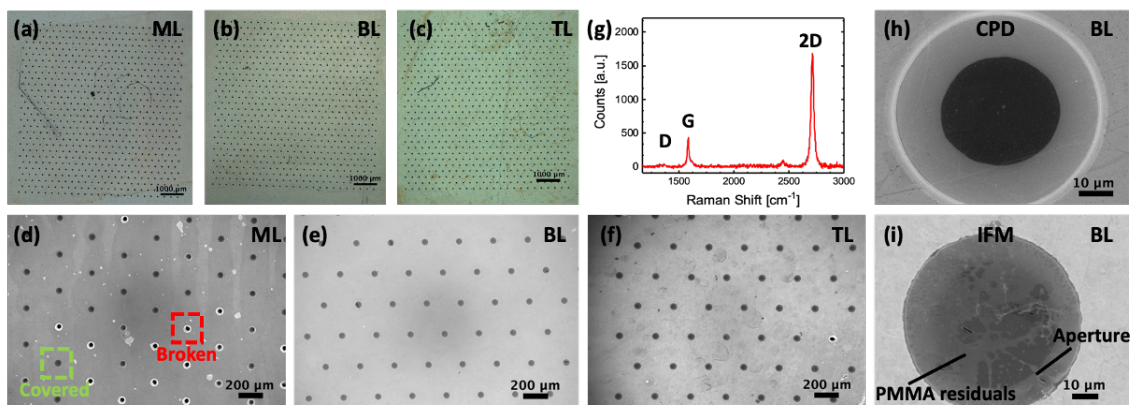 (a) ML
1000 µm
(b) BL
1000 µm
(c) TL
1000 µm
(g)
2000
1500
1000
500
0
Counts [a.u.]
D
G
2D
1500
2000
2500
3000
Raman Shift [cm⁻¹]
(h) CPD BL
10 µm
(d) ML
Broken
Covered
200 µm
(e) BL
200 µm
(f) TL
200 µm
(i) IFM BL
Aperture
PMMA residuals
10 µm